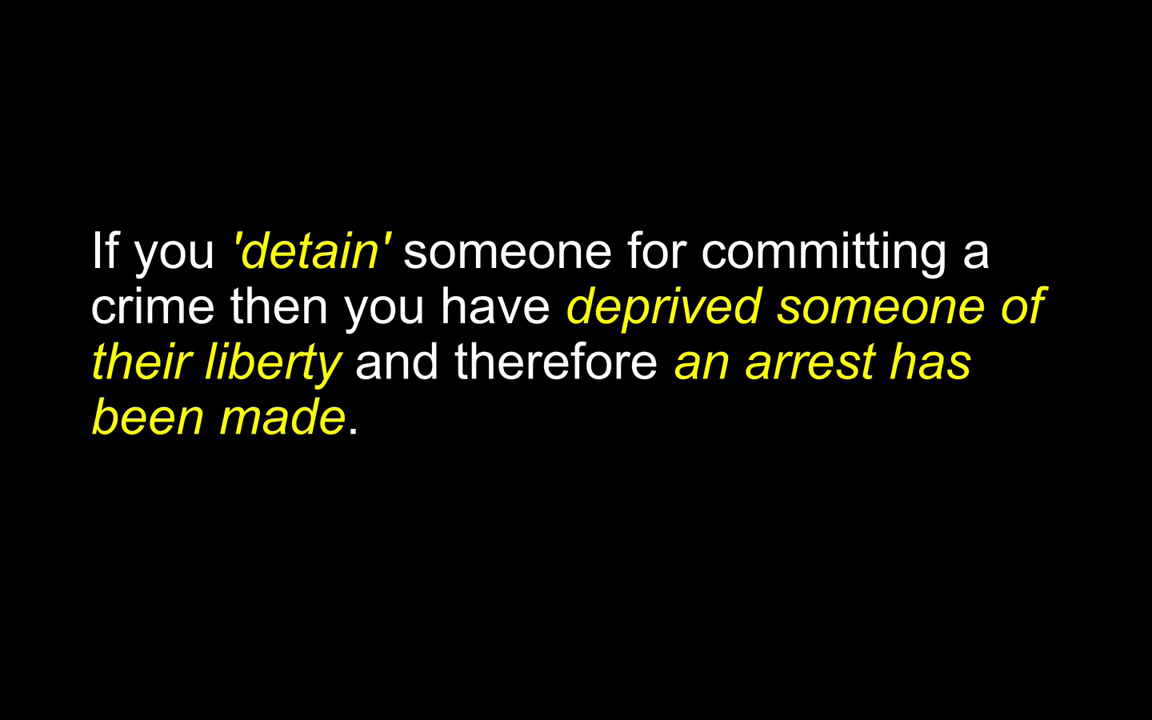 If you 'detain' someone for committing a
crime then you have deprived someone of
their liberty and therefore an arrest has
been made.